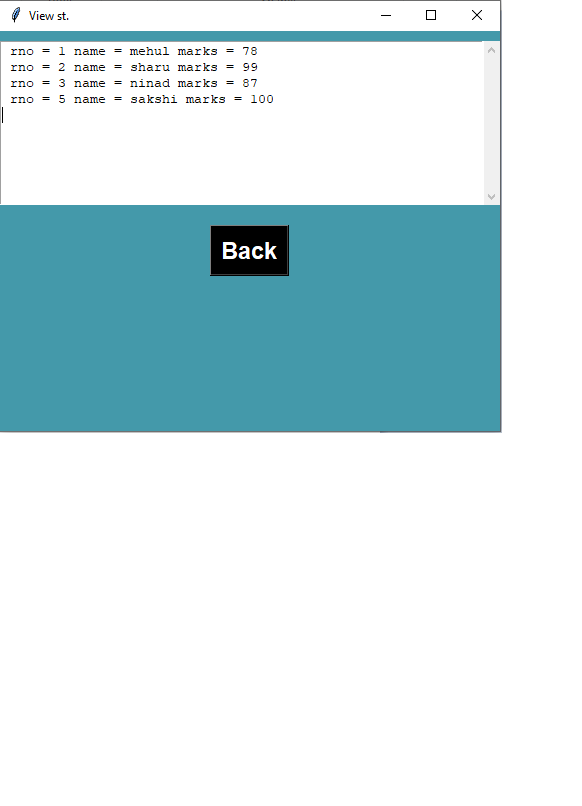 View st.
rno = 1 name = mehul marks = 78
rno = 2 name = sharu marks = 99
rno = 3 name = ninad marks = 87
rno = 5 name = sakshi marks = 100
Back